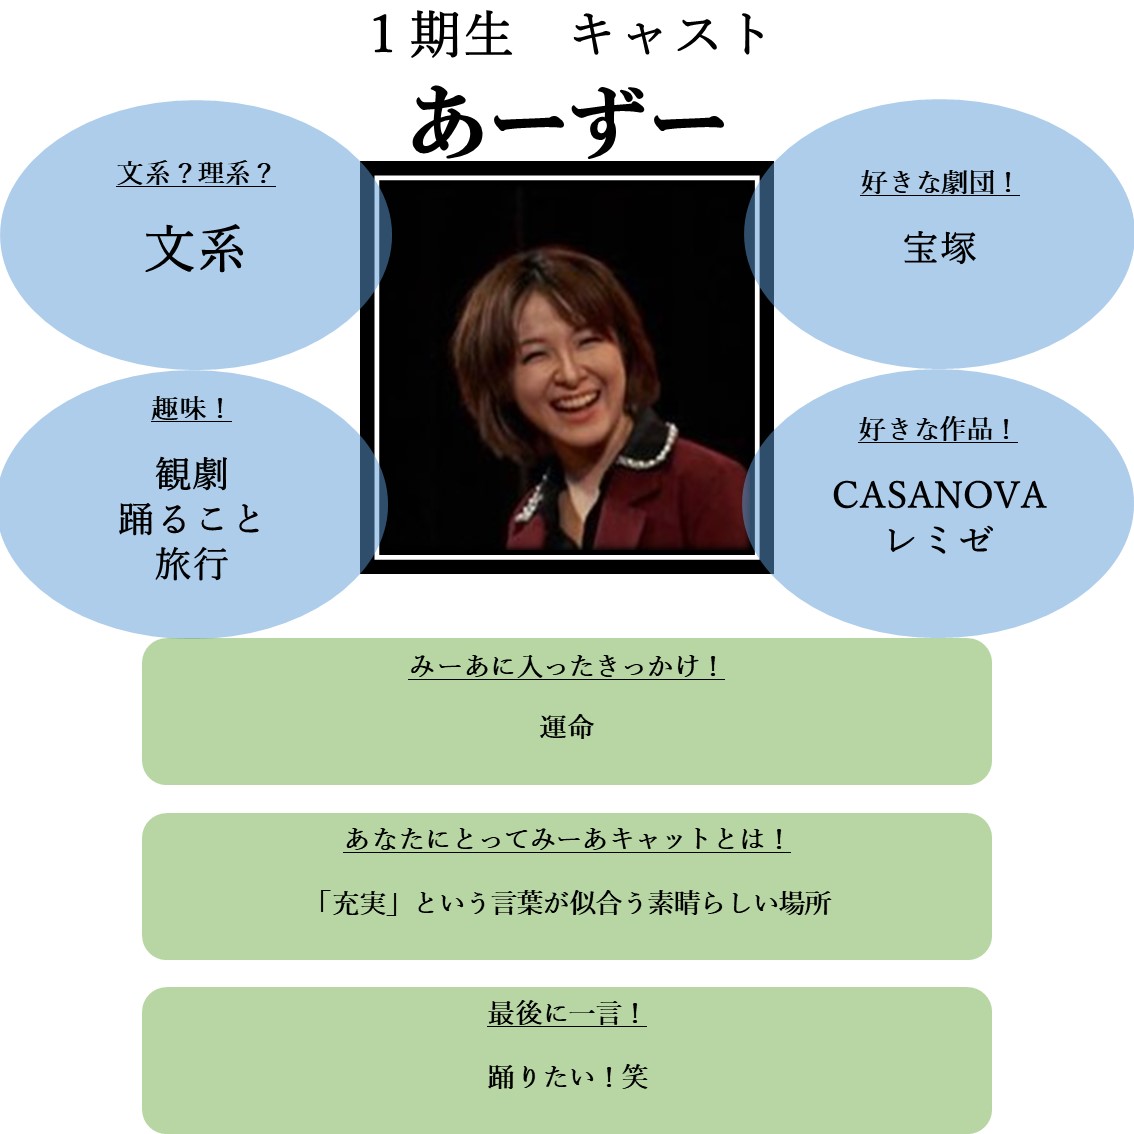 １期生　キャスト
あーずー
文系？理系？
文系
好きな劇団！
宝塚
趣味！
観劇
踊ること
旅行
好きな作品！
CASANOVA
レミゼ
みーあに入ったきっかけ！
運命
あなたにとってみーあキャットとは！
「充実」という言葉が似合う素晴らしい場所
最後に一言！
踊りたい！笑